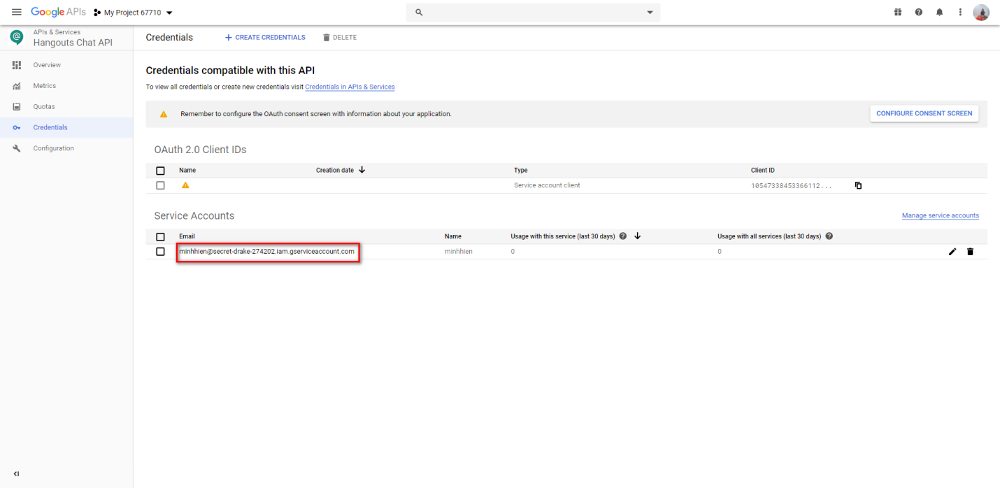 Google APIs My Project 67710
APIs & Services
Hangouts Chat API
Credentials CREATE CREDENTIALS DELETE
Overview
Metrics
Quotas
Credentials
Configuration
Credentials compatible with this API
To view all credentials or create new credentials visit Credentials in APIs & Services
Remember to configure the OAuth consent screen with information about your application. CONFIGURE CONSENT SCREEN
OAuth 2.0 Client IDs
Name Creation date Type Client ID
Service account client 10547338453366112...
Service Accounts Manage service accounts
Email Name Usage with this service (last 30 days) Usage with all services (last 30 days)
minhhien@secret-drake-274202.iam.gserviceaccount.com minhhien 0 0